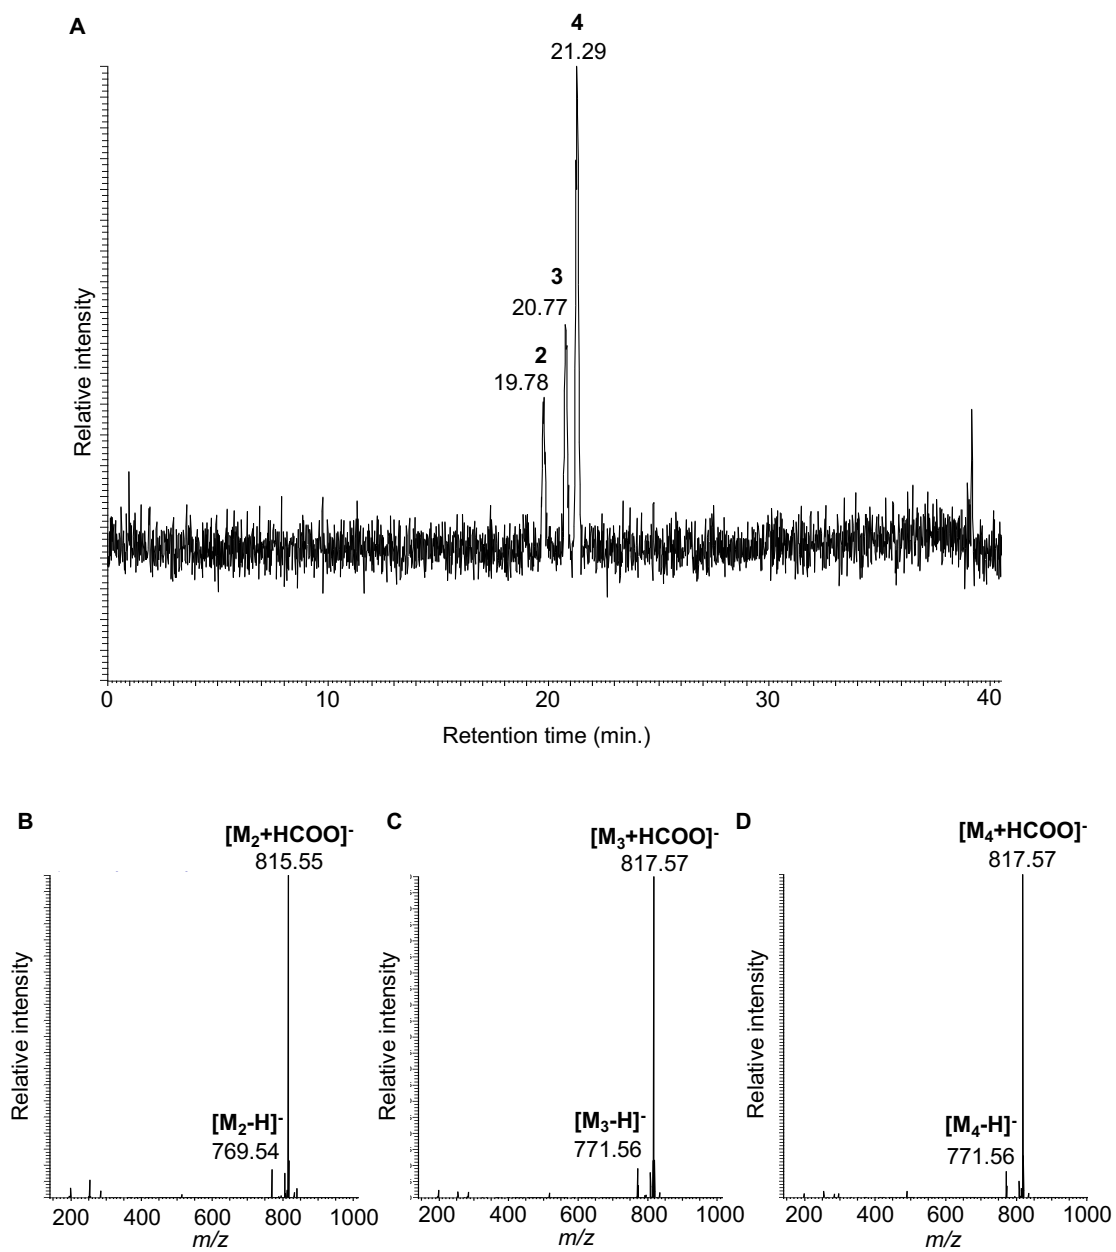 A
4
21.29
3
20.77
2
19.78
Relative intensity
0 10 20 30 40
Retention time (min.)
B
[M₂+HCOO]⁻
815.55
[M₂-H]⁻
769.54
Relative intensity
200 400 600 800 1000
m/z
C
[M₃+HCOO]⁻
817.57
[M₃-H]⁻
771.56
Relative intensity
200 400 600 800 1000
m/z
D
[M₄+HCOO]⁻
817.57
[M₄-H]⁻
771.56
Relative intensity
200 400 600 800 1000
m/z